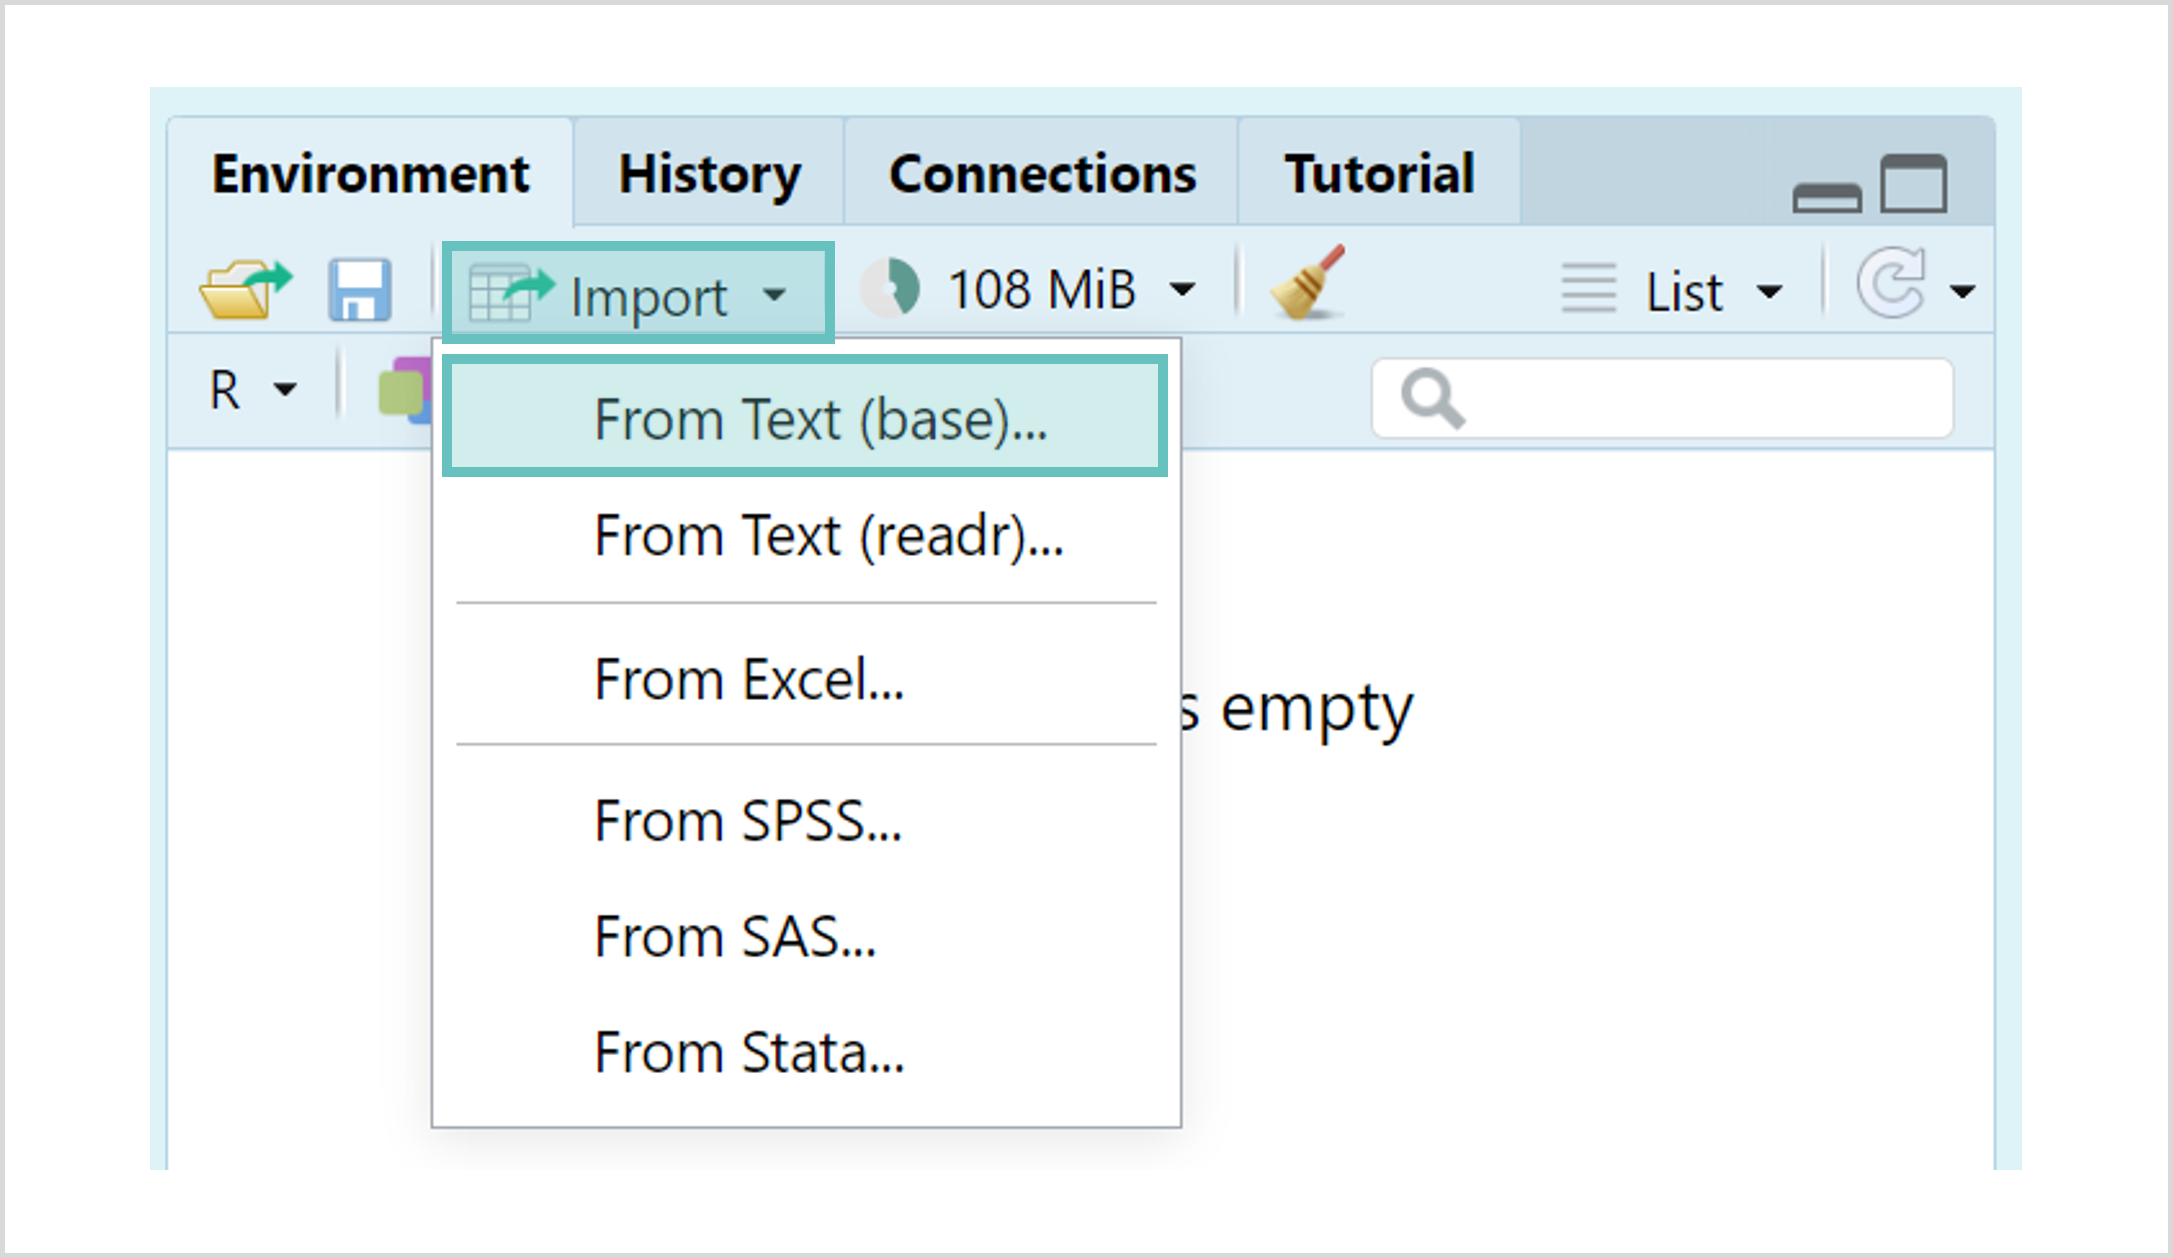 Environment History Connections Tutorial
Import 108 MiB List
R
From Text (base)...
From Text (readr)...
From Excel...
s empty
From SPSS...
From SAS...
From Stata...